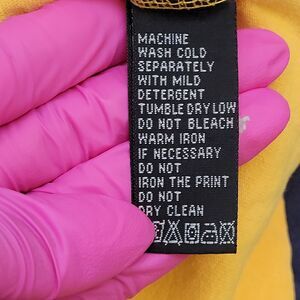 MACHINE
WASH COLD
SEPARATELY
WITH MILD
DETERGENT
TUMBLE DRY LOW
DO NOT BLEACH
WARM IRON
IF NECESSARY
DO NOT
IRON THE PRINT
DO NOT
DRY CLEAN